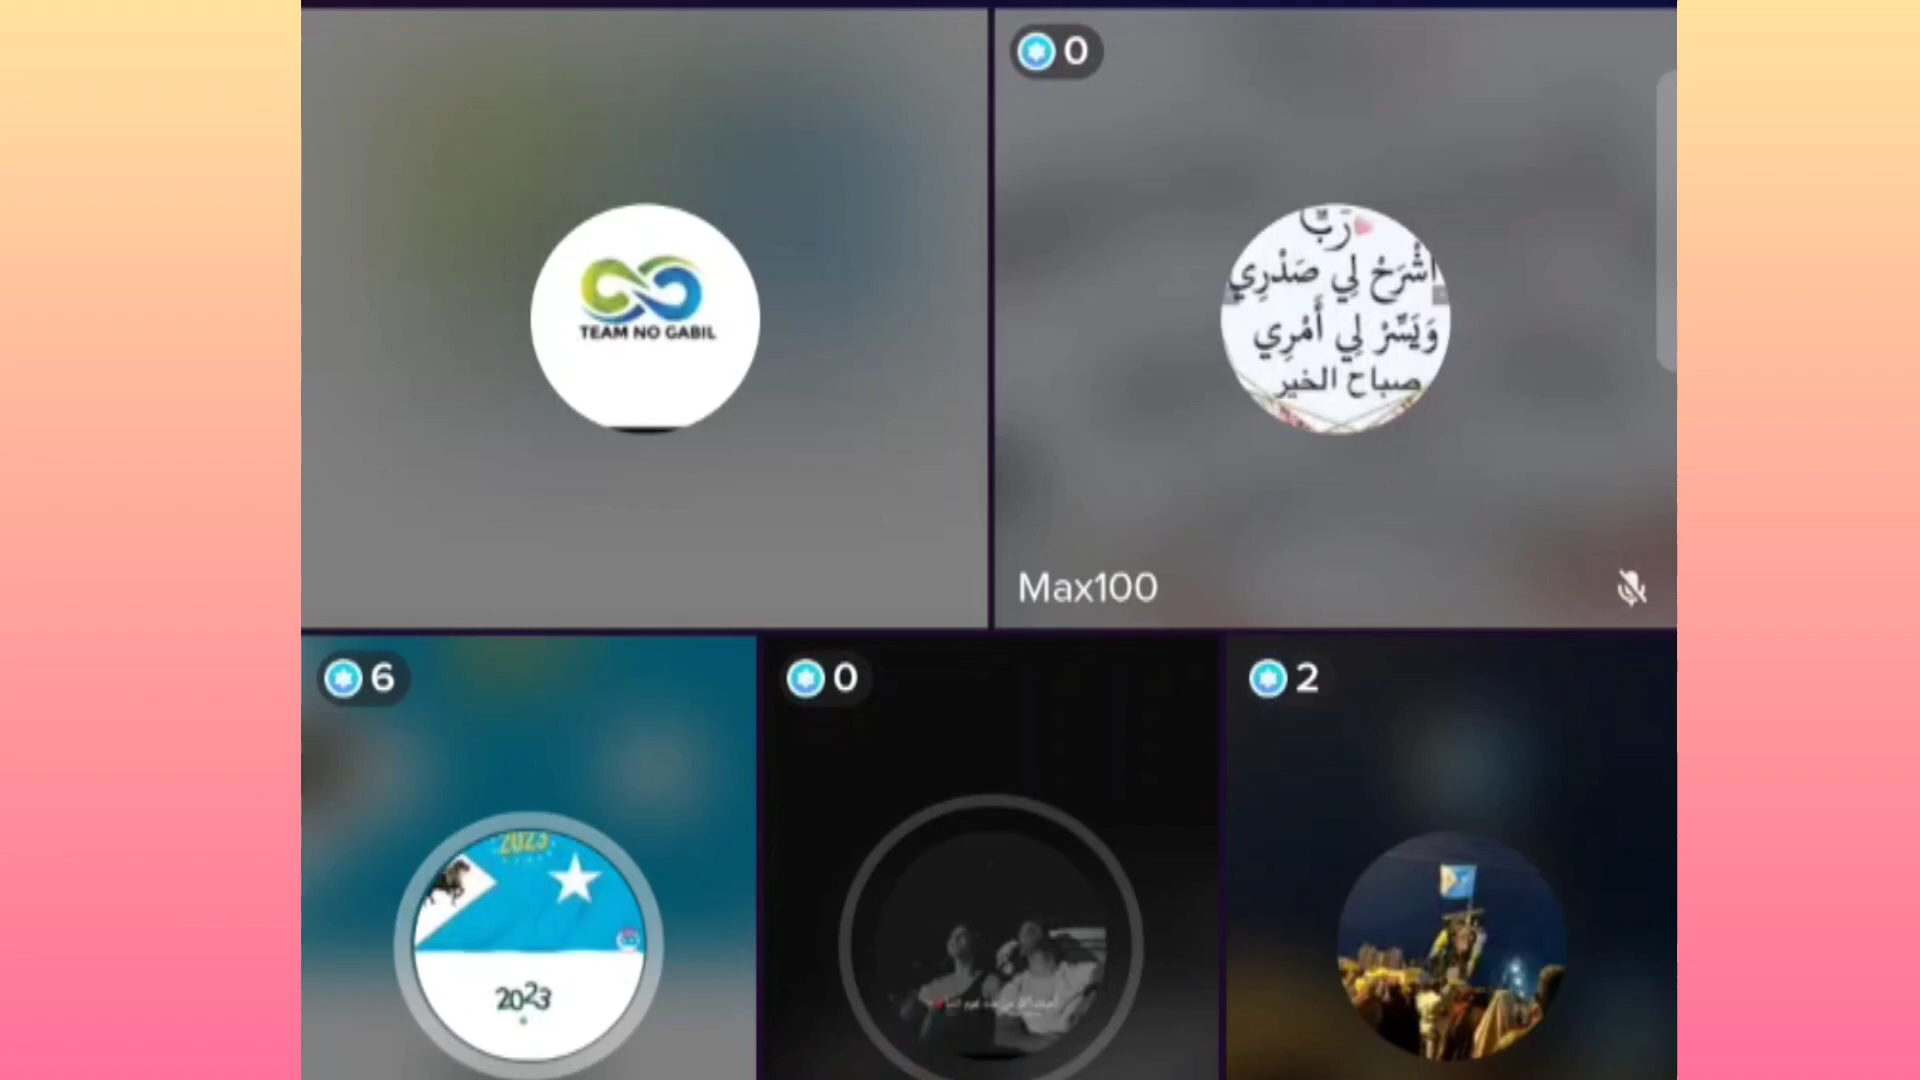 0
TEAM NO GABIL
رَبِّ
اشْرَحْ لِي صَدْرِي
وَيَسِّرْ لِي أَمْرِي
صباح الخير
Max100
6
0
2
2023
2023